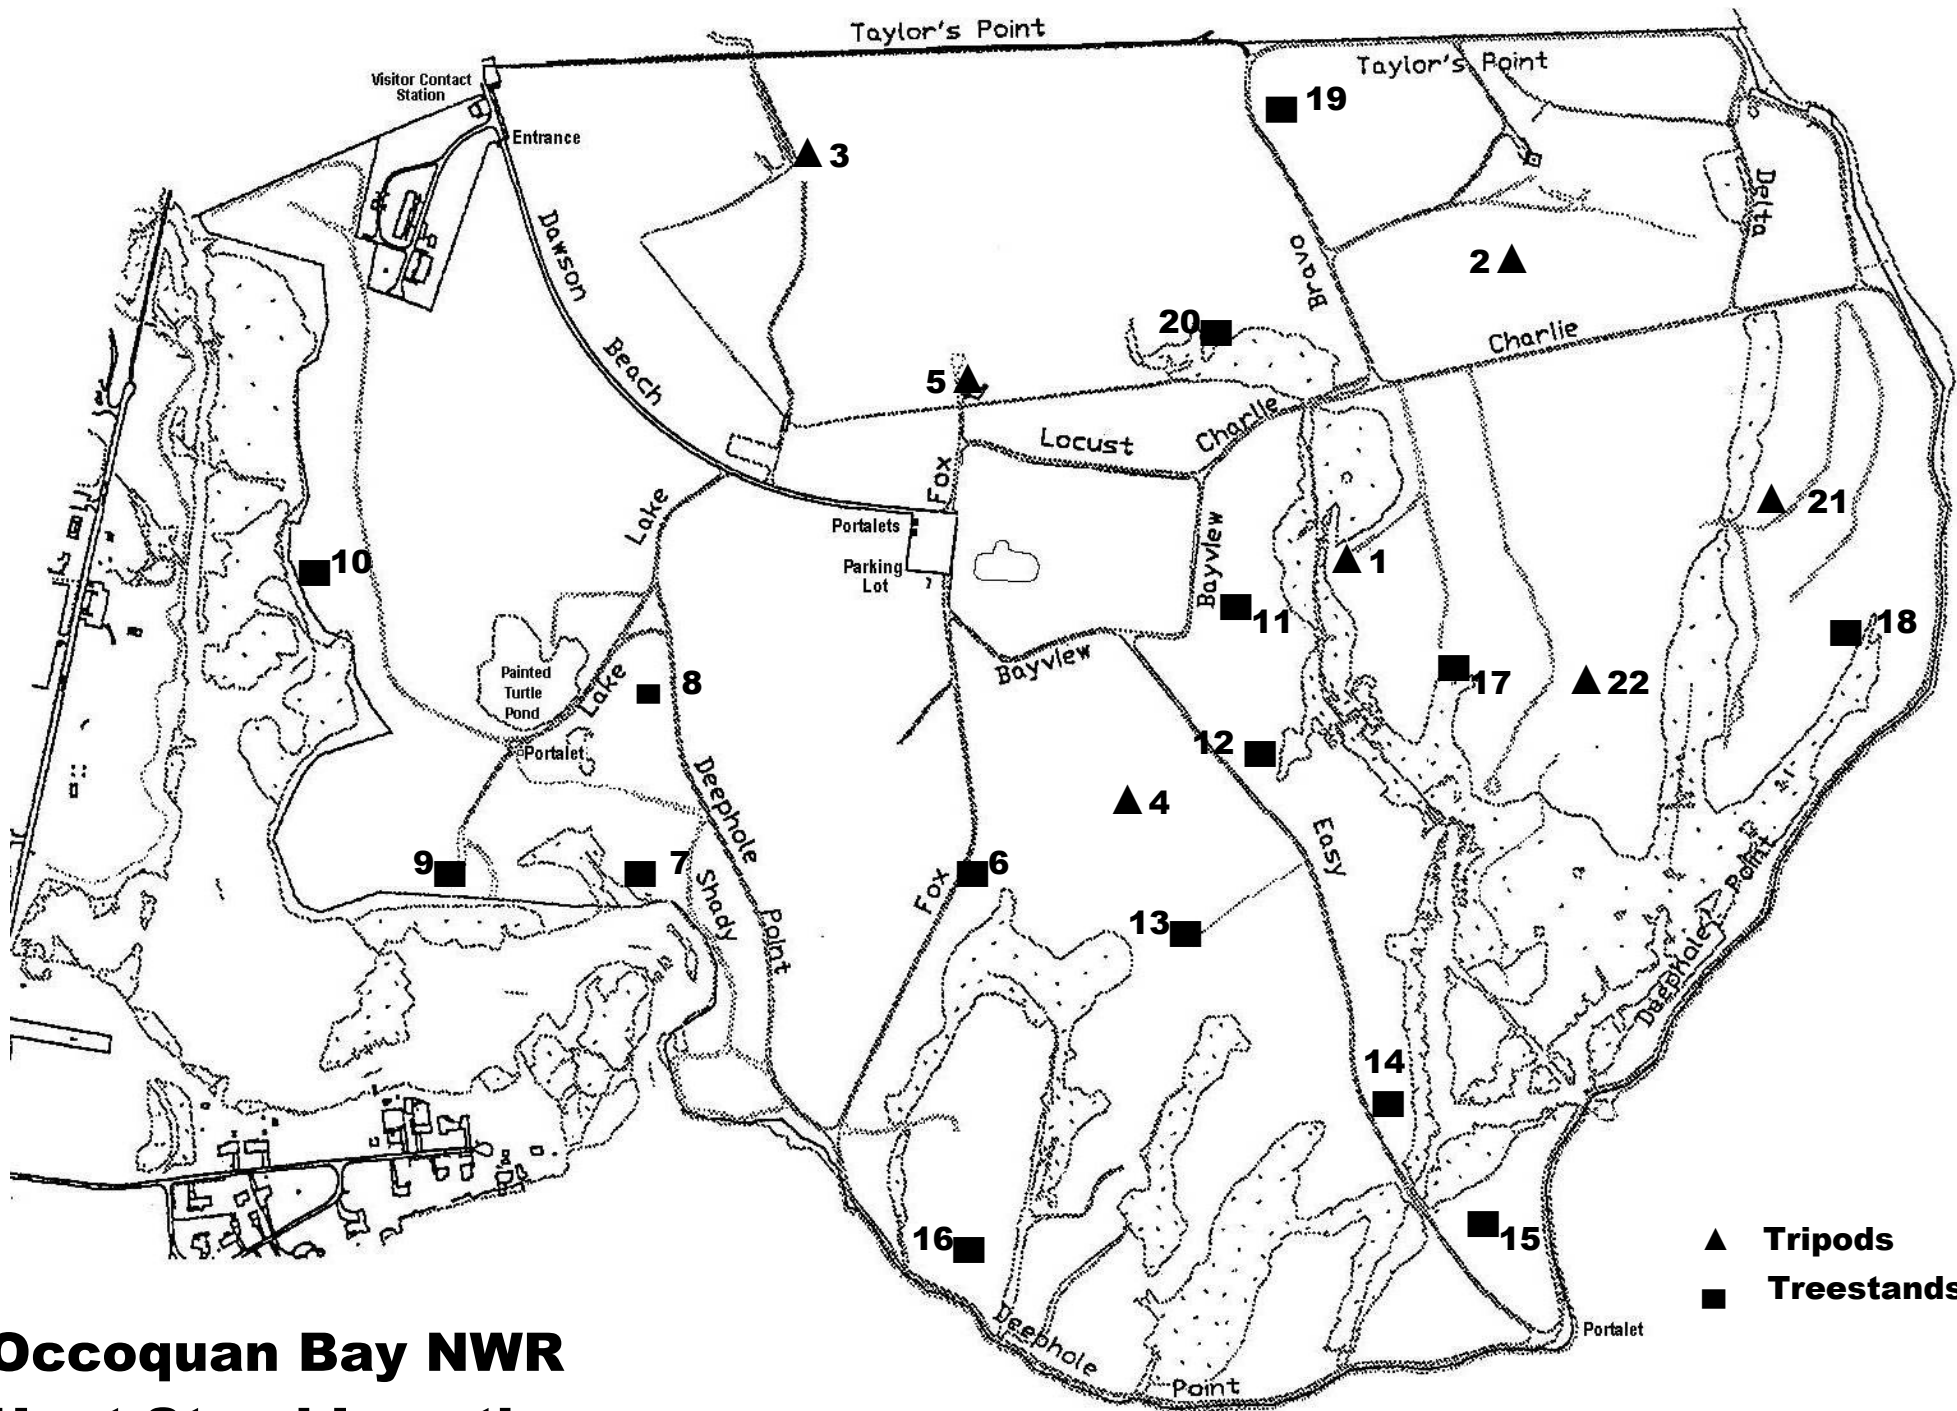 Taylor's Point
Taylor's Point
Visitor Contact
Station
Entrance
19
3
Dawson
Beach
Delta
Bravo
2
20
Charlie
5
Locust
Charlie
Fox
Lake
Portalets
Parking
Lot
Bayview
10
1
21
11
18
Bayview
Painted
Turtle
Pond
Lake
8
17
22
Portalet
12
4
Deephole
Point
Shady
Easy
9
7
6
Fox
13
Deephole
Point
14
16
15
Deephole
Point
Portalet
Tripods
Treestands
Occoquan Bay NWR